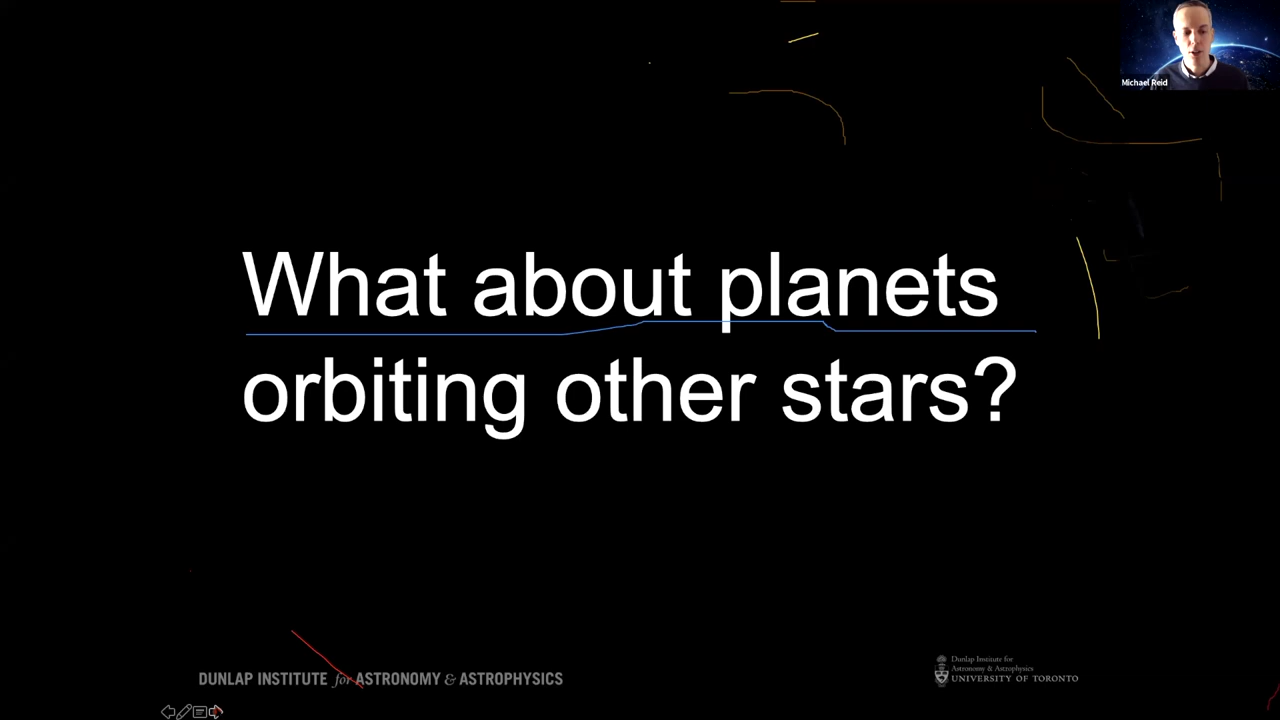 Michael Reid
What about planets
orbiting other stars?
DUNLAP INSTITUTE for ASTRONOMY & ASTROPHYSICS
Dunlap Institute for
Astronomy & Astrophysics
UNIVERSITY OF TORONTO